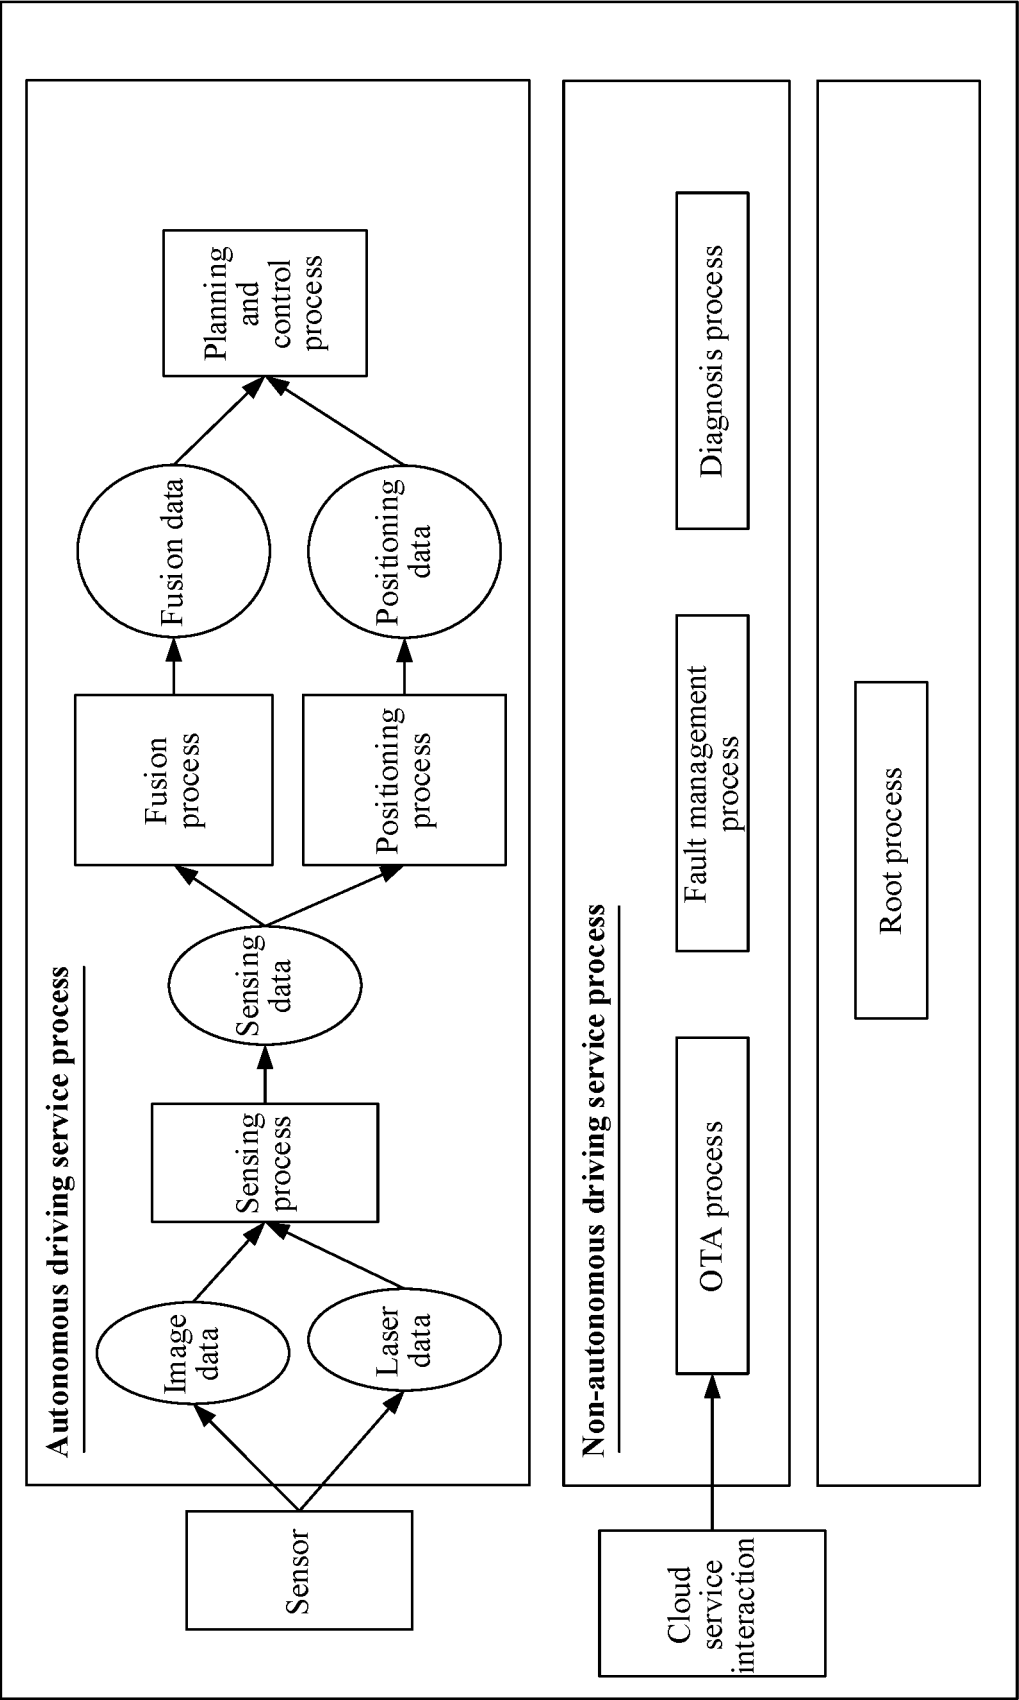 Autonomous driving service process
Sensor
Image
data
Laser
data
Sensing
process
Sensing
data
Fusion
process
Positioning
process
Fusion data
Positioning
data
Planning
and
control
process
Non-autonomous driving service process
Cloud
service
interaction
OTA process
Fault management
process
Diagnosis process
Root process